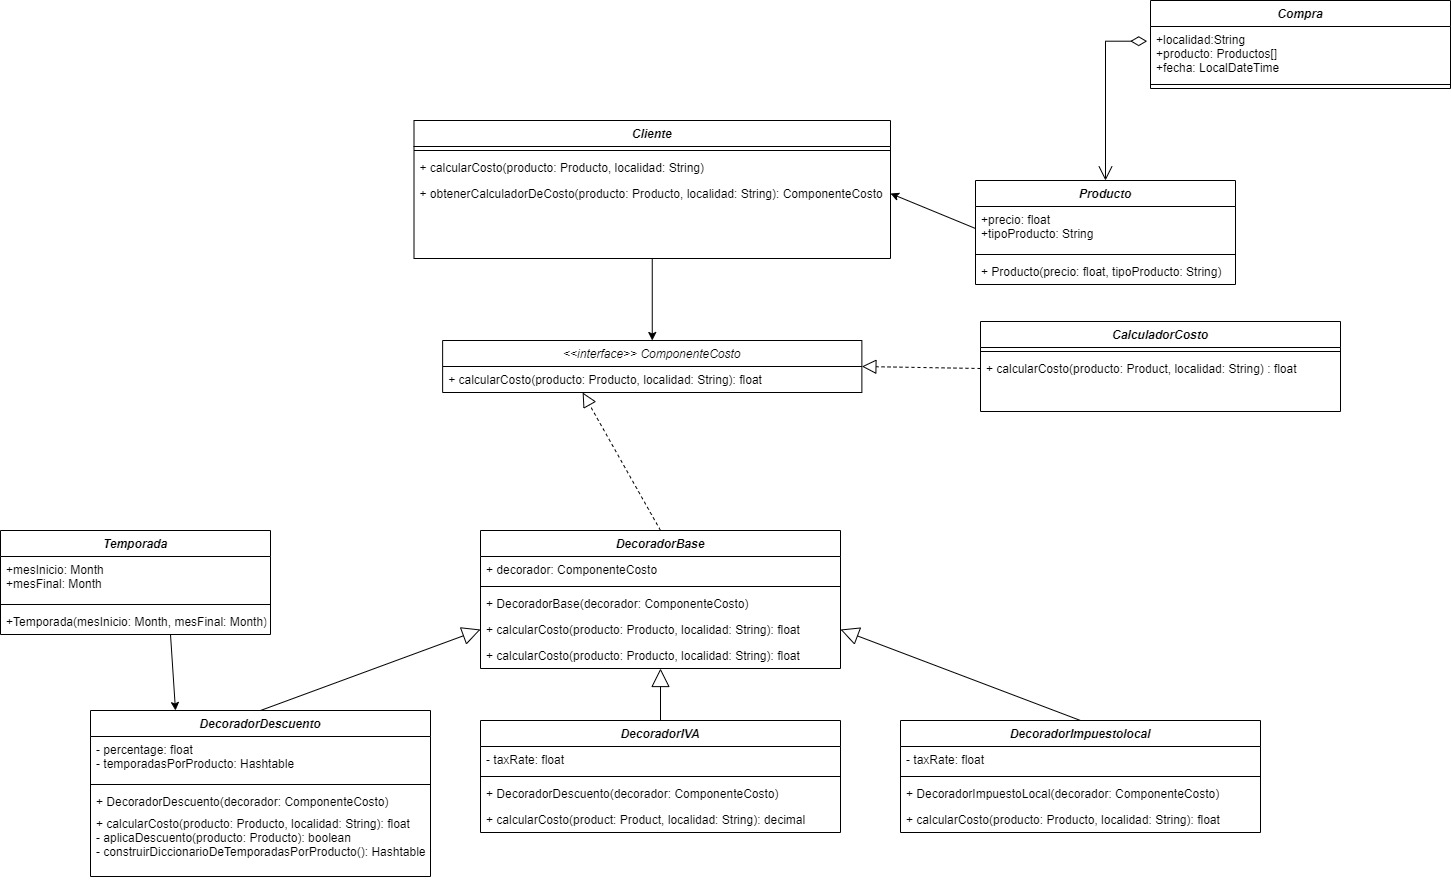 Compra
+localidad:String
+producto: Productos[]
+fecha: LocalDateTime
Cliente
+ calcularCosto(producto: Producto, localidad: String)
+ obtenerCalculadorDeCosto(producto: Producto, localidad: String): ComponenteCosto
Producto
+precio: float
+tipoProducto: String
+ Producto(precio: float, tipoProducto: String)
<<interface>> ComponenteCosto
+ calcularCosto(producto: Producto, localidad: String): float
CalculadorCosto
+ calcularCosto(producto: Product, localidad: String) : float
Temporada
+mesInicio: Month
+mesFinal: Month
+Temporada(mesInicio: Month, mesFinal: Month)
DecoradorBase
+ decorador: ComponenteCosto
+ DecoradorBase(decorador: ComponenteCosto)
+ calcularCosto(producto: Producto, localidad: String): float
+ calcularCosto(producto: Producto, localidad: String): float
DecoradorDescuento
- percentage: float
- temporadasPorProducto: Hashtable
+ DecoradorDescuento(decorador: ComponenteCosto)
+ calcularCosto(producto: Producto, localidad: String): float
- aplicaDescuento(producto: Producto): boolean
- construirDiccionarioDeTemporadasPorProducto(): Hashtable
DecoradorIVA
- taxRate: float
+ DecoradorDescuento(decorador: ComponenteCosto)
+ calcularCosto(product: Product, localidad: String): decimal
DecoradorImpuestolocal
- taxRate: float
+ DecoradorImpuestoLocal(decorador: ComponenteCosto)
+ calcularCosto(producto: Producto, localidad: String): float